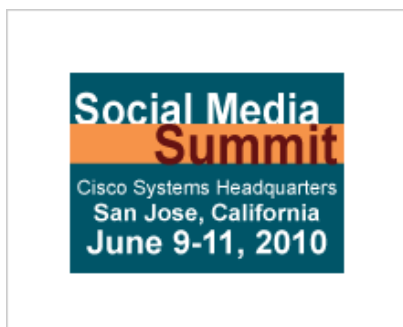 Social Media
Summit
Cisco Systems Headquarters
San Jose, California
June 9-11, 2010